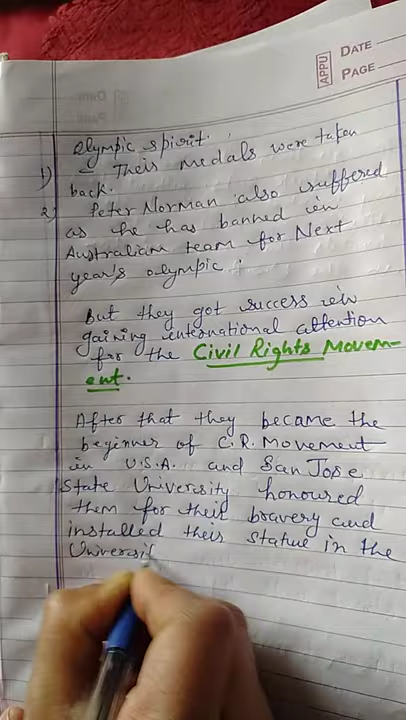 APPU
DATE
PAGE
Olympic spirit.
1) – Their medals were taken
back.
2) Peter Norman also suffered
as he has banned in
Australian team for Next
year's olympic.
But they got success in
gaining international attention
for the Civil Rights Movem-
ent.
After that they became the
beginner of C.R. Movement
in U.S.A. and San Jose
State University honoured
them for their bravery and
installed their statue in the
Universit